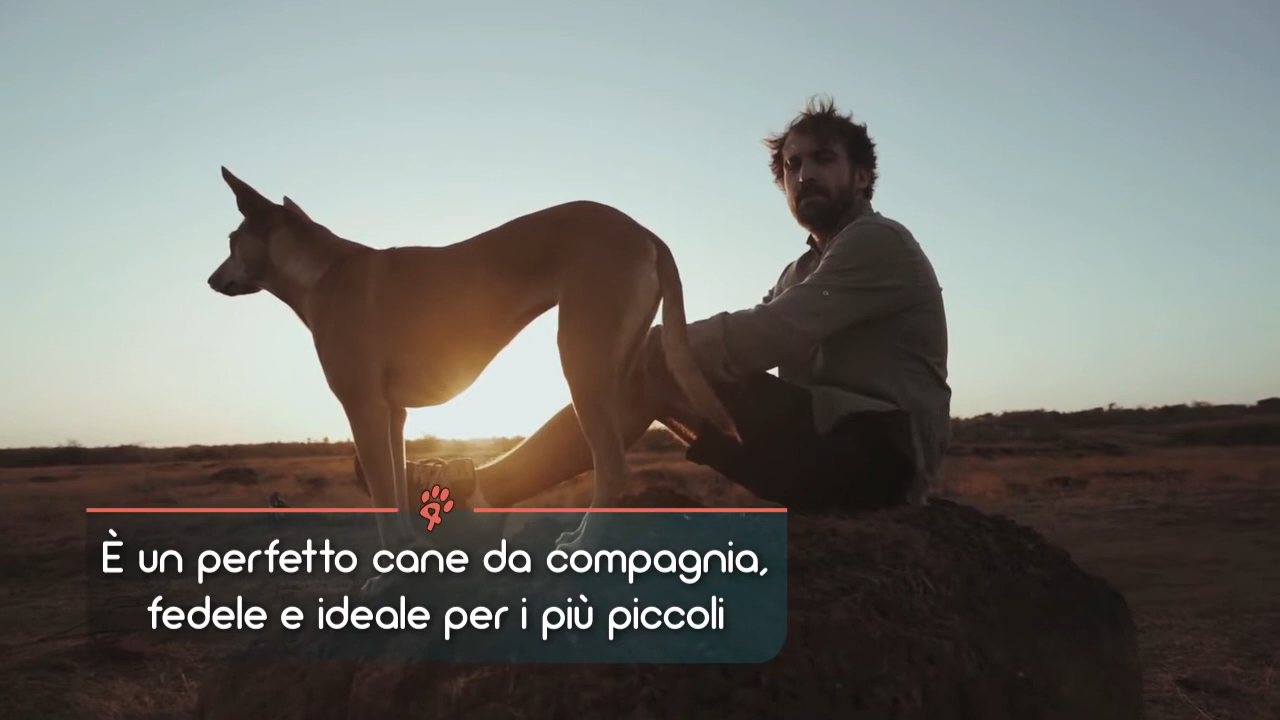 È un perfetto cane da compagnia,
fedele e ideale per i più piccoli